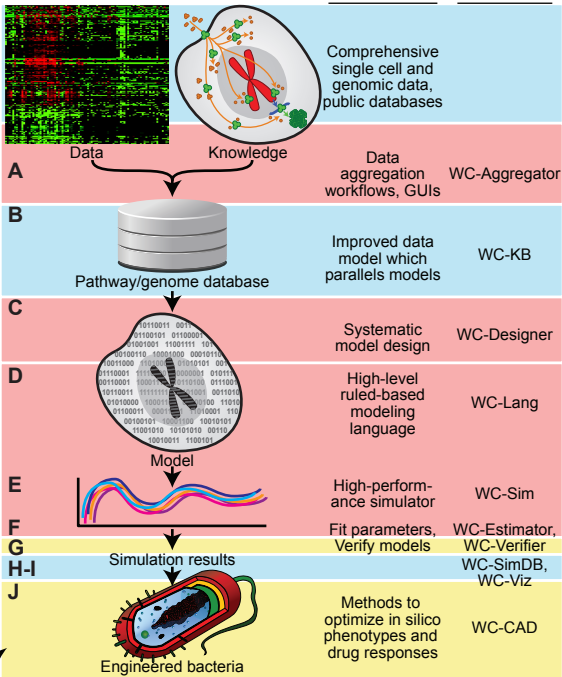 Comprehensive
single cell and
genomic data,
public databases
Data
Knowledge
A
Data
aggregation
workflows, GUIs
WC-Aggregator
B
Improved data
model which
parallels models
WC-KB
Pathway/genome database
C
Systematic
model design
WC-Designer
D
High-level
ruled-based
modeling
language
WC-Lang
Model
E
High-perform-
ance simulator
WC-Sim
F
Fit parameters,
WC-Estimator,
G
Verify models
WC-Verifier
H-I
Simulation results
WC-SimDB,
WC-Viz
J
Methods to
optimize in silico
phenotypes and
drug responses
WC-CAD
Engineered bacteria